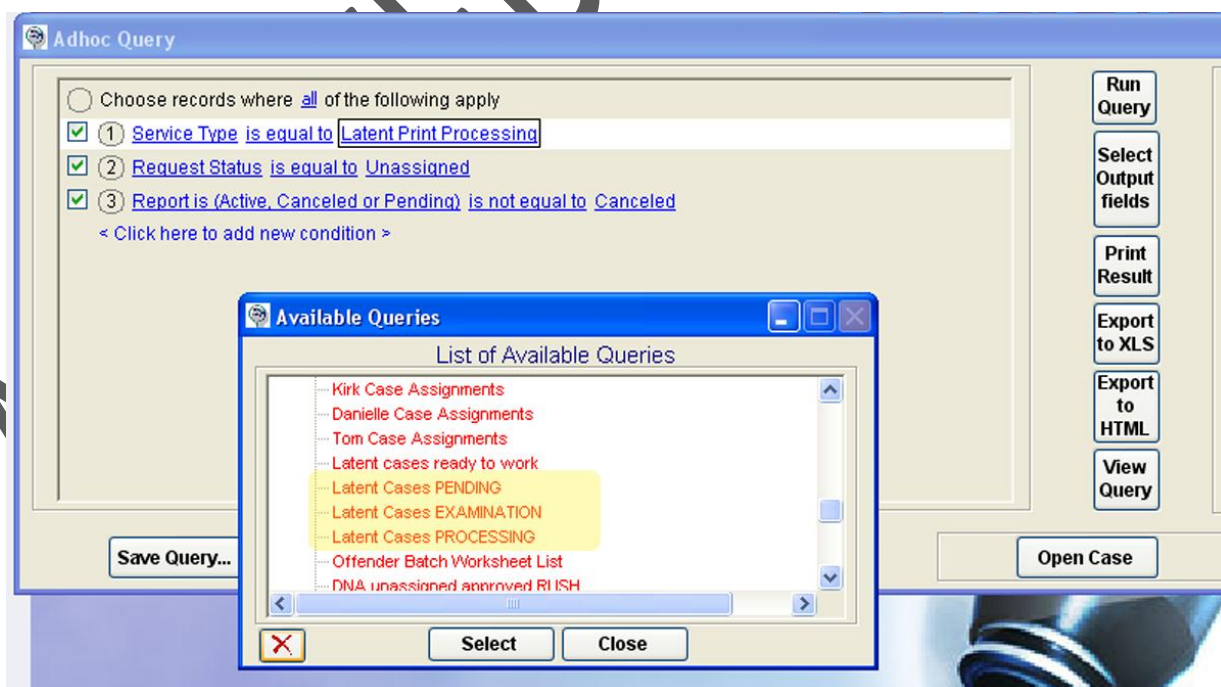 Adhoc Query
Choose records where all of the following apply
1 Service Type is equal to Latent Print Processing
2 Request Status is equal to Unassigned
3 Report is (Active, Canceled or Pending) is not equal to Canceled
< Click here to add new condition >
Run
Query
Select
Output
fields
Print
Result
Export
to XLS
Export
to
HTML
View
Query
Available Queries
List of Available Queries
Kirk Case Assignments
Danielle Case Assignments
Tom Case Assignments
Latent cases ready to work
Latent Cases PENDING
Latent Cases EXAMINATION
Latent Cases PROCESSING
Offender Batch Worksheet List
DNA unassigned approved RUSH
Select
Close
Save Query...
Open Case